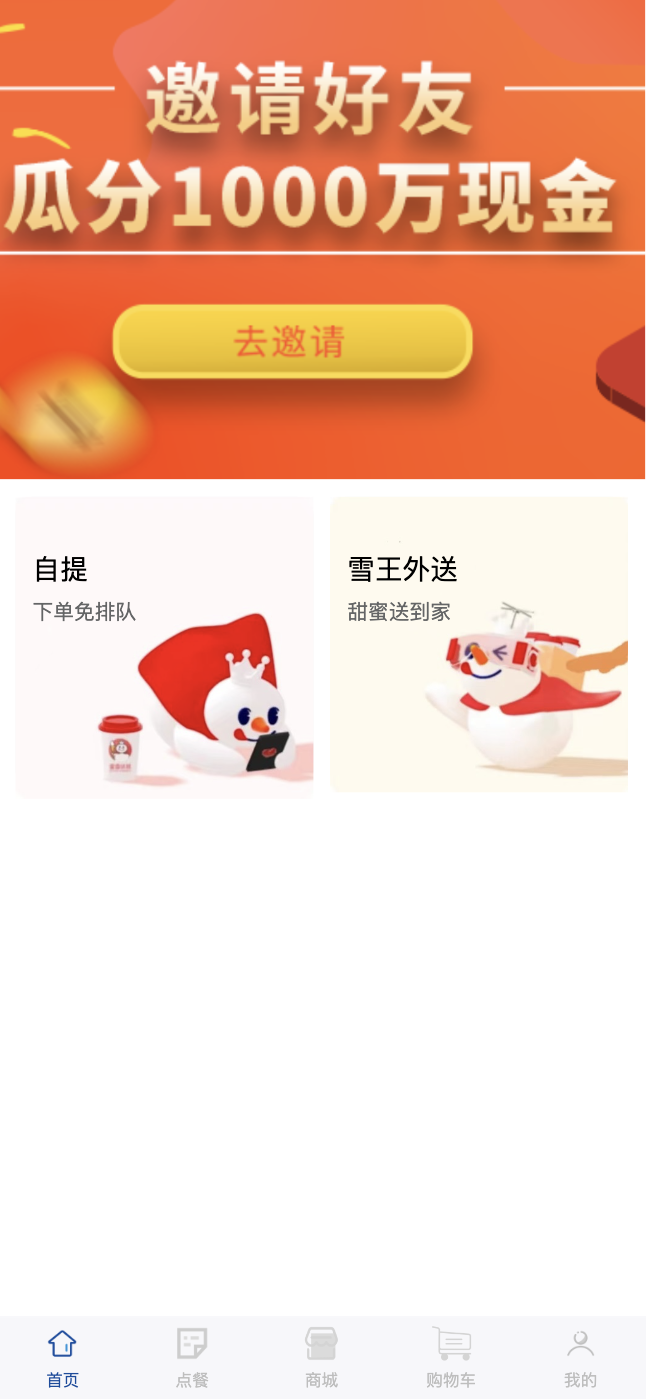 邀请好友
瓜分1000万现金
去邀请
自提
下单免排队
雪王外送
甜蜜送到家
首页
点餐
商城
购物车
我的